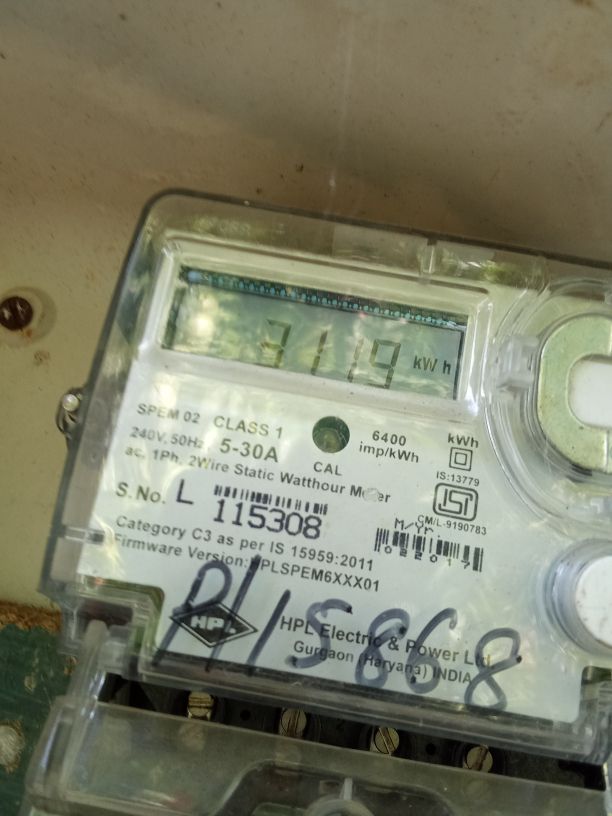 3119 kWh
SPEM 02 CLASS 1
240V, 50Hz, 5-30A
ac, 1Ph, 2Wire Static Watthour Meter
CAL
6400
imp/kWh
kWh
IS:13779
ISI
CM/L-9190783
S.No. L 115308
M/Yr.
022017
Category C3 as per IS 15959:2011
Firmware Version: HPLSPEM6XXX01
HPL
HPL Electric & Power Ltd
Gurgaon (Haryana) INDIA
P/15868